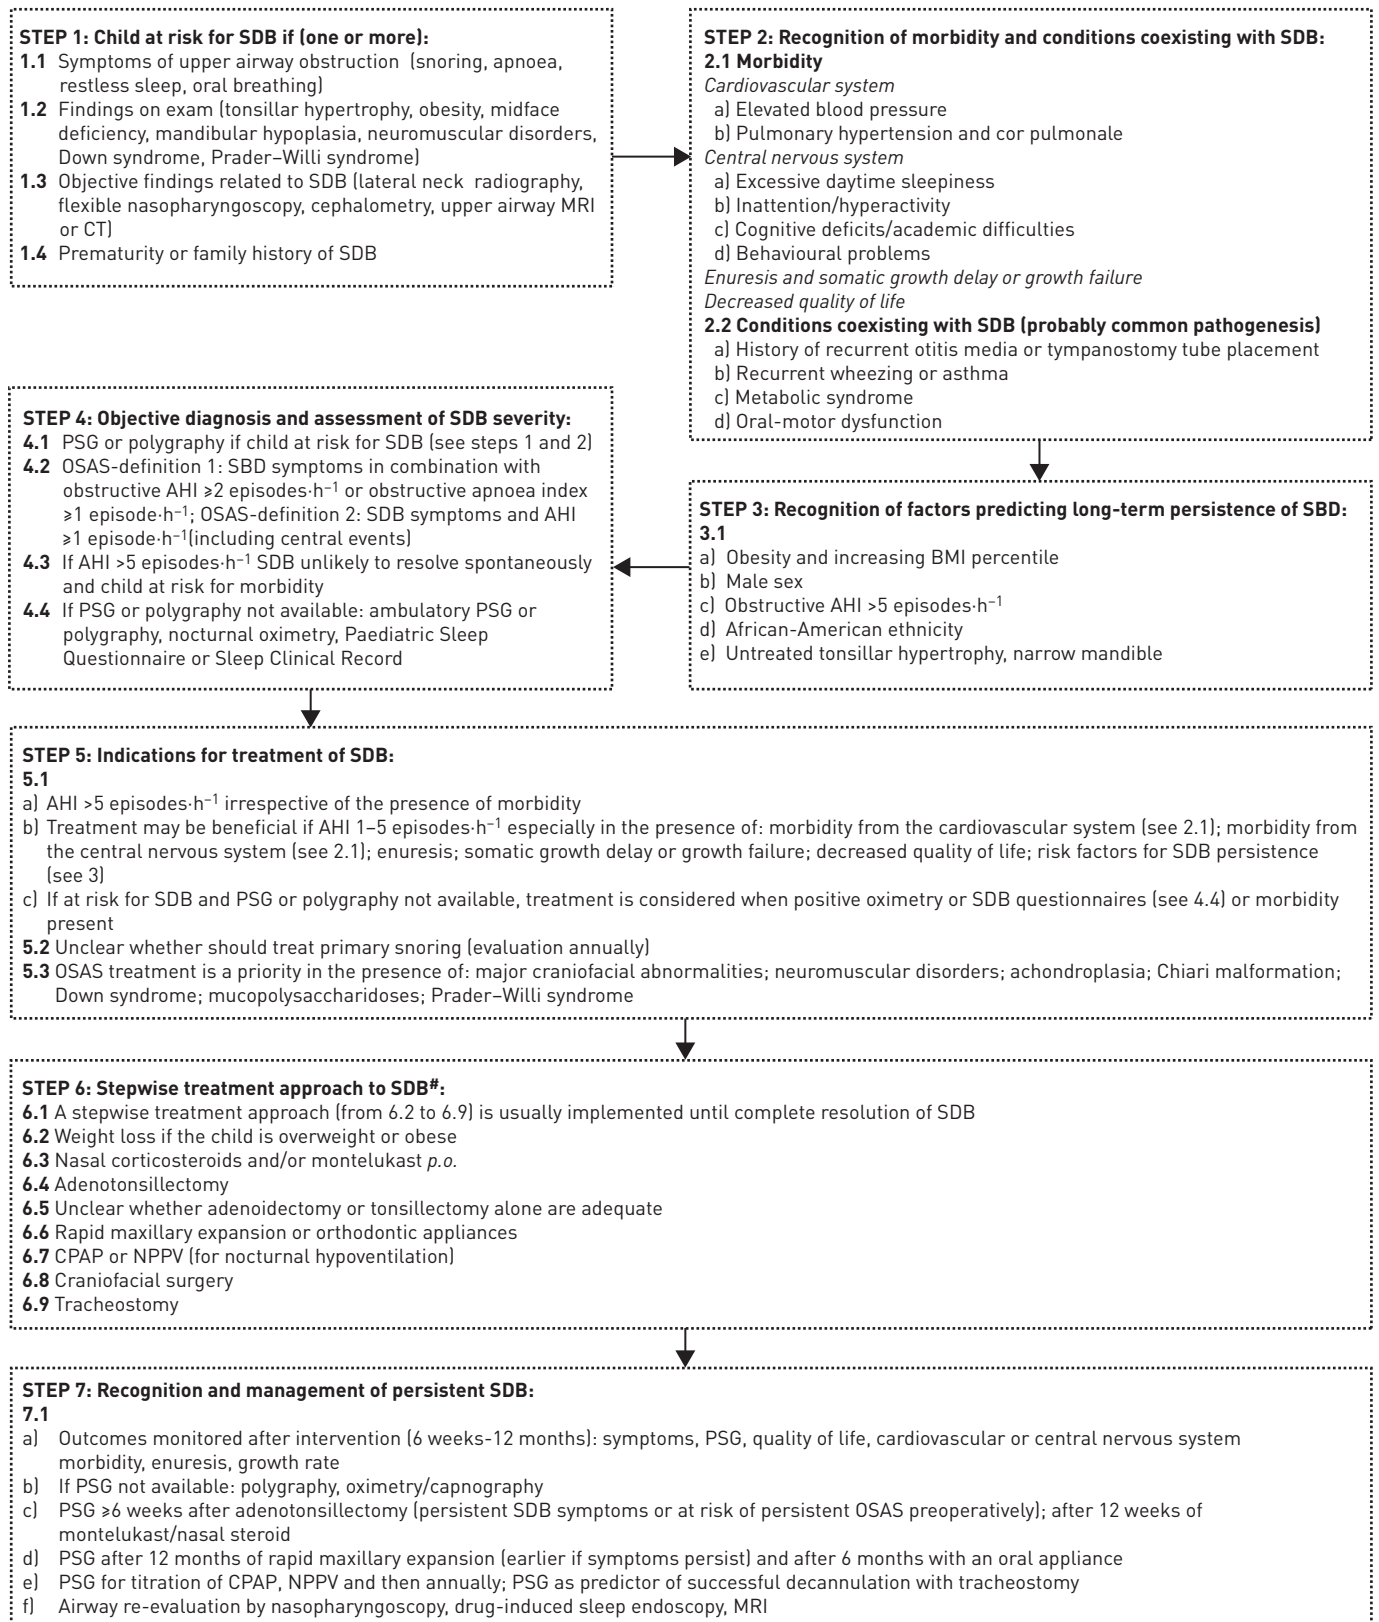 STEP 1: Child at risk for SDB if (one or more):
1.1 Symptoms of upper airway obstruction (snoring, apnoea,
restless sleep, oral breathing)
1.2 Findings on exam (tonsillar hypertrophy, obesity, midface
deficiency, mandibular hypoplasia, neuromuscular disorders,
Down syndrome, Prader–Willi syndrome)
1.3 Objective findings related to SDB (lateral neck radiography,
flexible nasopharyngoscopy, cephalometry, upper airway MRI
or CT)
1.4 Prematurity or family history of SDB
STEP 2: Recognition of morbidity and conditions coexisting with SDB:
2.1 Morbidity
Cardiovascular system
a) Elevated blood pressure
b) Pulmonary hypertension and cor pulmonale
Central nervous system
a) Excessive daytime sleepiness
b) Inattention/hyperactivity
c) Cognitive deficits/academic difficulties
d) Behavioural problems
Enuresis and somatic growth delay or growth failure
Decreased quality of life
2.2 Conditions coexisting with SDB (probably common pathogenesis)
a) History of recurrent otitis media or tympanostomy tube placement
b) Recurrent wheezing or asthma
c) Metabolic syndrome
d) Oral-motor dysfunction
STEP 3: Recognition of factors predicting long-term persistence of SBD:
3.1
a) Obesity and increasing BMI percentile
b) Male sex
c) Obstructive AHI >5 episodes·h⁻¹
d) African-American ethnicity
e) Untreated tonsillar hypertrophy, narrow mandible
STEP 4: Objective diagnosis and assessment of SDB severity:
4.1 PSG or polygraphy if child at risk for SDB (see steps 1 and 2)
4.2 OSAS-definition 1: SBD symptoms in combination with
obstructive AHI ≥2 episodes·h⁻¹ or obstructive apnoea index
≥1 episode·h⁻¹; OSAS-definition 2: SDB symptoms and AHI
≥1 episode·h⁻¹(including central events)
4.3 If AHI >5 episodes·h⁻¹ SDB unlikely to resolve spontaneously
and child at risk for morbidity
4.4 If PSG or polygraphy not available: ambulatory PSG or
polygraphy, nocturnal oximetry, Paediatric Sleep
Questionnaire or Sleep Clinical Record
STEP 5: Indications for treatment of SDB:
5.1
a) AHI >5 episodes·h⁻¹ irrespective of the presence of morbidity
b) Treatment may be beneficial if AHI 1–5 episodes·h⁻¹ especially in the presence of: morbidity from the cardiovascular system (see 2.1); morbidity from
the central nervous system (see 2.1); enuresis; somatic growth delay or growth failure; decreased quality of life; risk factors for SDB persistence
(see 3)
c) If at risk for SDB and PSG or polygraphy not available, treatment is considered when positive oximetry or SDB questionnaires (see 4.4) or morbidity
present
5.2 Unclear whether should treat primary snoring (evaluation annually)
5.3 OSAS treatment is a priority in the presence of: major craniofacial abnormalities; neuromuscular disorders; achondroplasia; Chiari malformation;
Down syndrome; mucopolysaccharidoses; Prader–Willi syndrome
STEP 6: Stepwise treatment approach to SDB#:
6.1 A stepwise treatment approach (from 6.2 to 6.9) is usually implemented until complete resolution of SDB
6.2 Weight loss if the child is overweight or obese
6.3 Nasal corticosteroids and/or montelukast p.o.
6.4 Adenotonsillectomy
6.5 Unclear whether adenoidectomy or tonsillectomy alone are adequate
6.6 Rapid maxillary expansion or orthodontic appliances
6.7 CPAP or NPPV (for nocturnal hypoventilation)
6.8 Craniofacial surgery
6.9 Tracheostomy
STEP 7: Recognition and management of persistent SDB:
7.1
a) Outcomes monitored after intervention (6 weeks-12 months): symptoms, PSG, quality of life, cardiovascular or central nervous system
morbidity, enuresis, growth rate
b) If PSG not available: polygraphy, oximetry/capnography
c) PSG ≥6 weeks after adenotonsillectomy (persistent SDB symptoms or at risk of persistent OSAS preoperatively); after 12 weeks of
montelukast/nasal steroid
d) PSG after 12 months of rapid maxillary expansion (earlier if symptoms persist) and after 6 months with an oral appliance
e) PSG for titration of CPAP, NPPV and then annually; PSG as predictor of successful decannulation with tracheostomy
f) Airway re-evaluation by nasopharyngoscopy, drug-induced sleep endoscopy, MRI